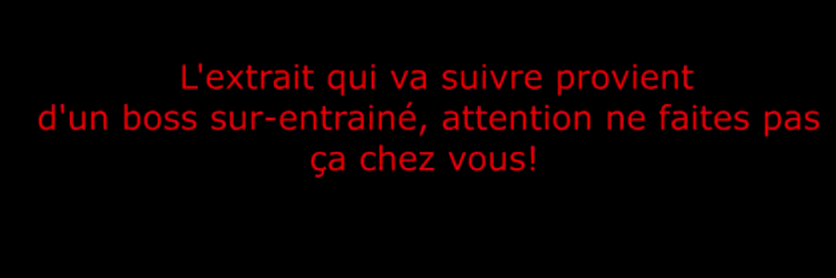 L'extrait qui va suivre provient
d'un boss sur-entrainé, attention ne faites pas
ça chez vous!